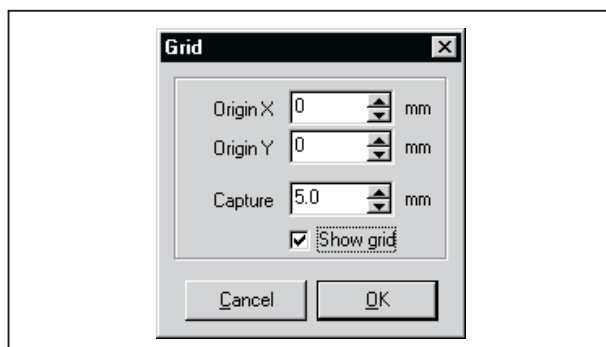 Grid
Origin X 0 mm
Origin Y 0 mm
Capture 5.0 mm
Show grid
Cancel OK